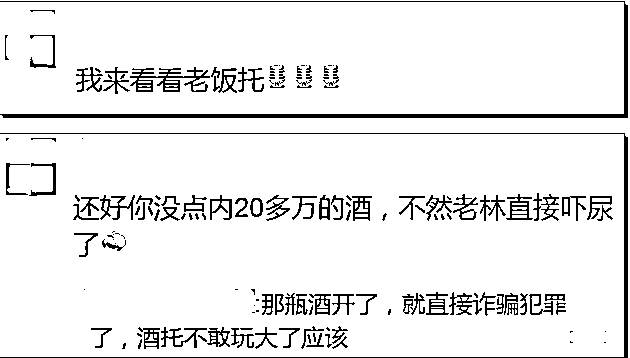 我来看看老饭托
还好你没点内20多万的酒，不然老林直接吓尿
了
:那瓶酒开了，就直接诈骗犯罪
了，酒托不敢玩大了应该